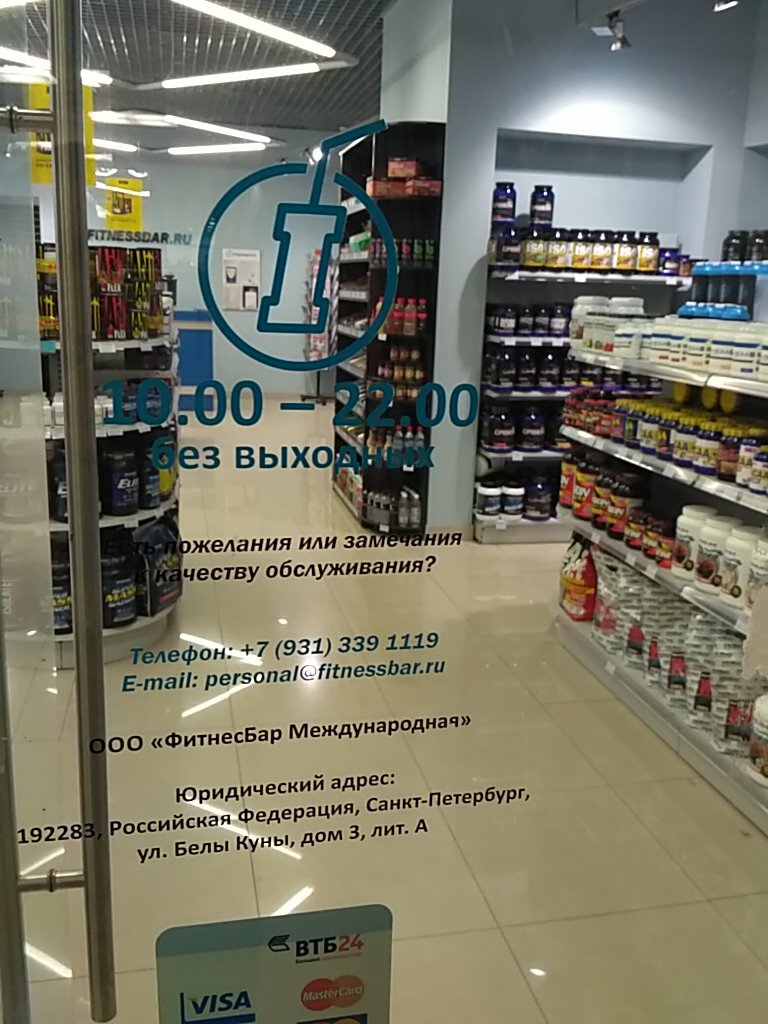 FITNESSBAR.RU
10.00 – 22.00
без выходных
Есть пожелания или замечания
к качеству обслуживания?
Телефон: +7 (931) 339 1119
E-mail: personal@fitnessbar.ru
ООО «ФитнесБар Международная»
Юридический адрес:
192283, Российская Федерация, Санкт-Петербург,
ул. Белы Куны, дом 3, лит. А
ВТБ24
VISA
MasterCard